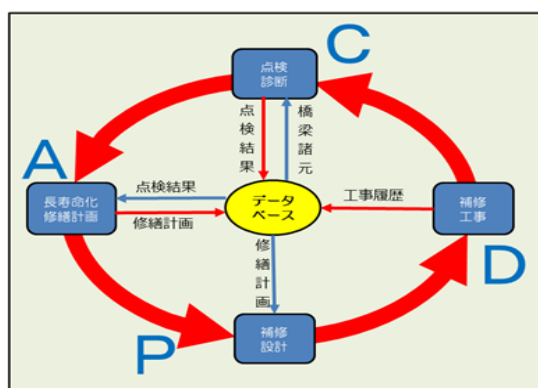 C
点検
診断
点検結果
橋梁諸元
A
長寿命化
修繕計画
点検結果
修繕計画
データ
ベース
工事履歴
補修
工事
D
修繕計画
P
補修
設計